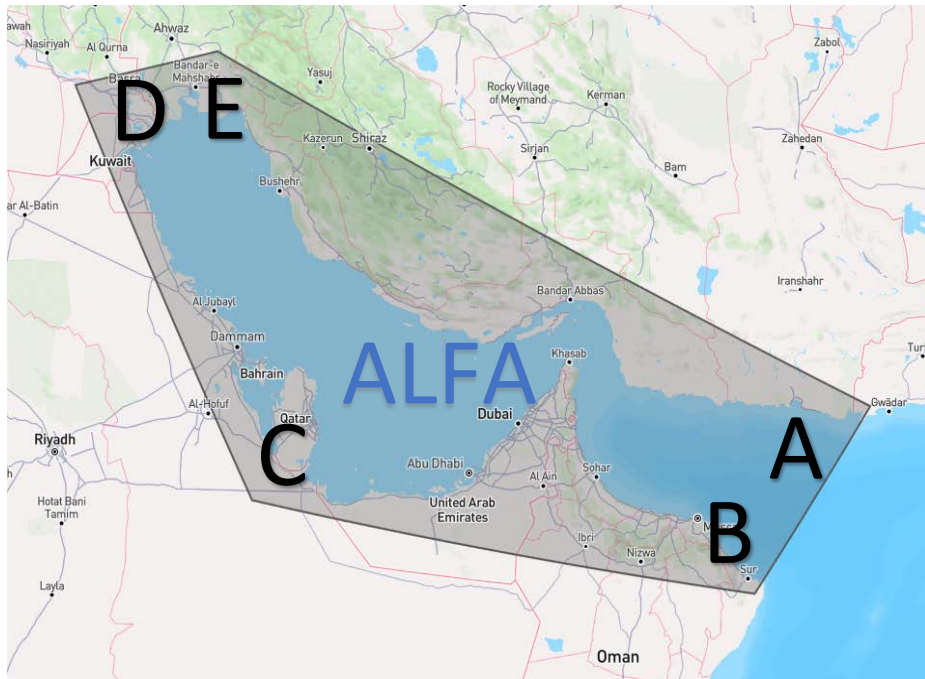 Ahwaz
Nasiriyah
Al Qurna
Zabol
Bandar-e
Mahshahr
Basra
Yasuj
Rocky Village
of Meymand
Kerman
D
E
Kazerun
Shiraz
Sirjan
Zahedan
Kuwait
Bam
Bushehr
ar Al-Batin
Iranshahr
Bandar Abbas
Al Jubayl
Dammam
Khasab
Bahrain
ALFA
Al-Hofuf
Qatar
Dubai
Gwādar
Riyadh
C
A
Abu Dhabi
Al Ain
Sohar
Hotat Bani
Tamim
United Arab
Emirates
B
Ibri
Nizwa
Sur
Layla
Oman